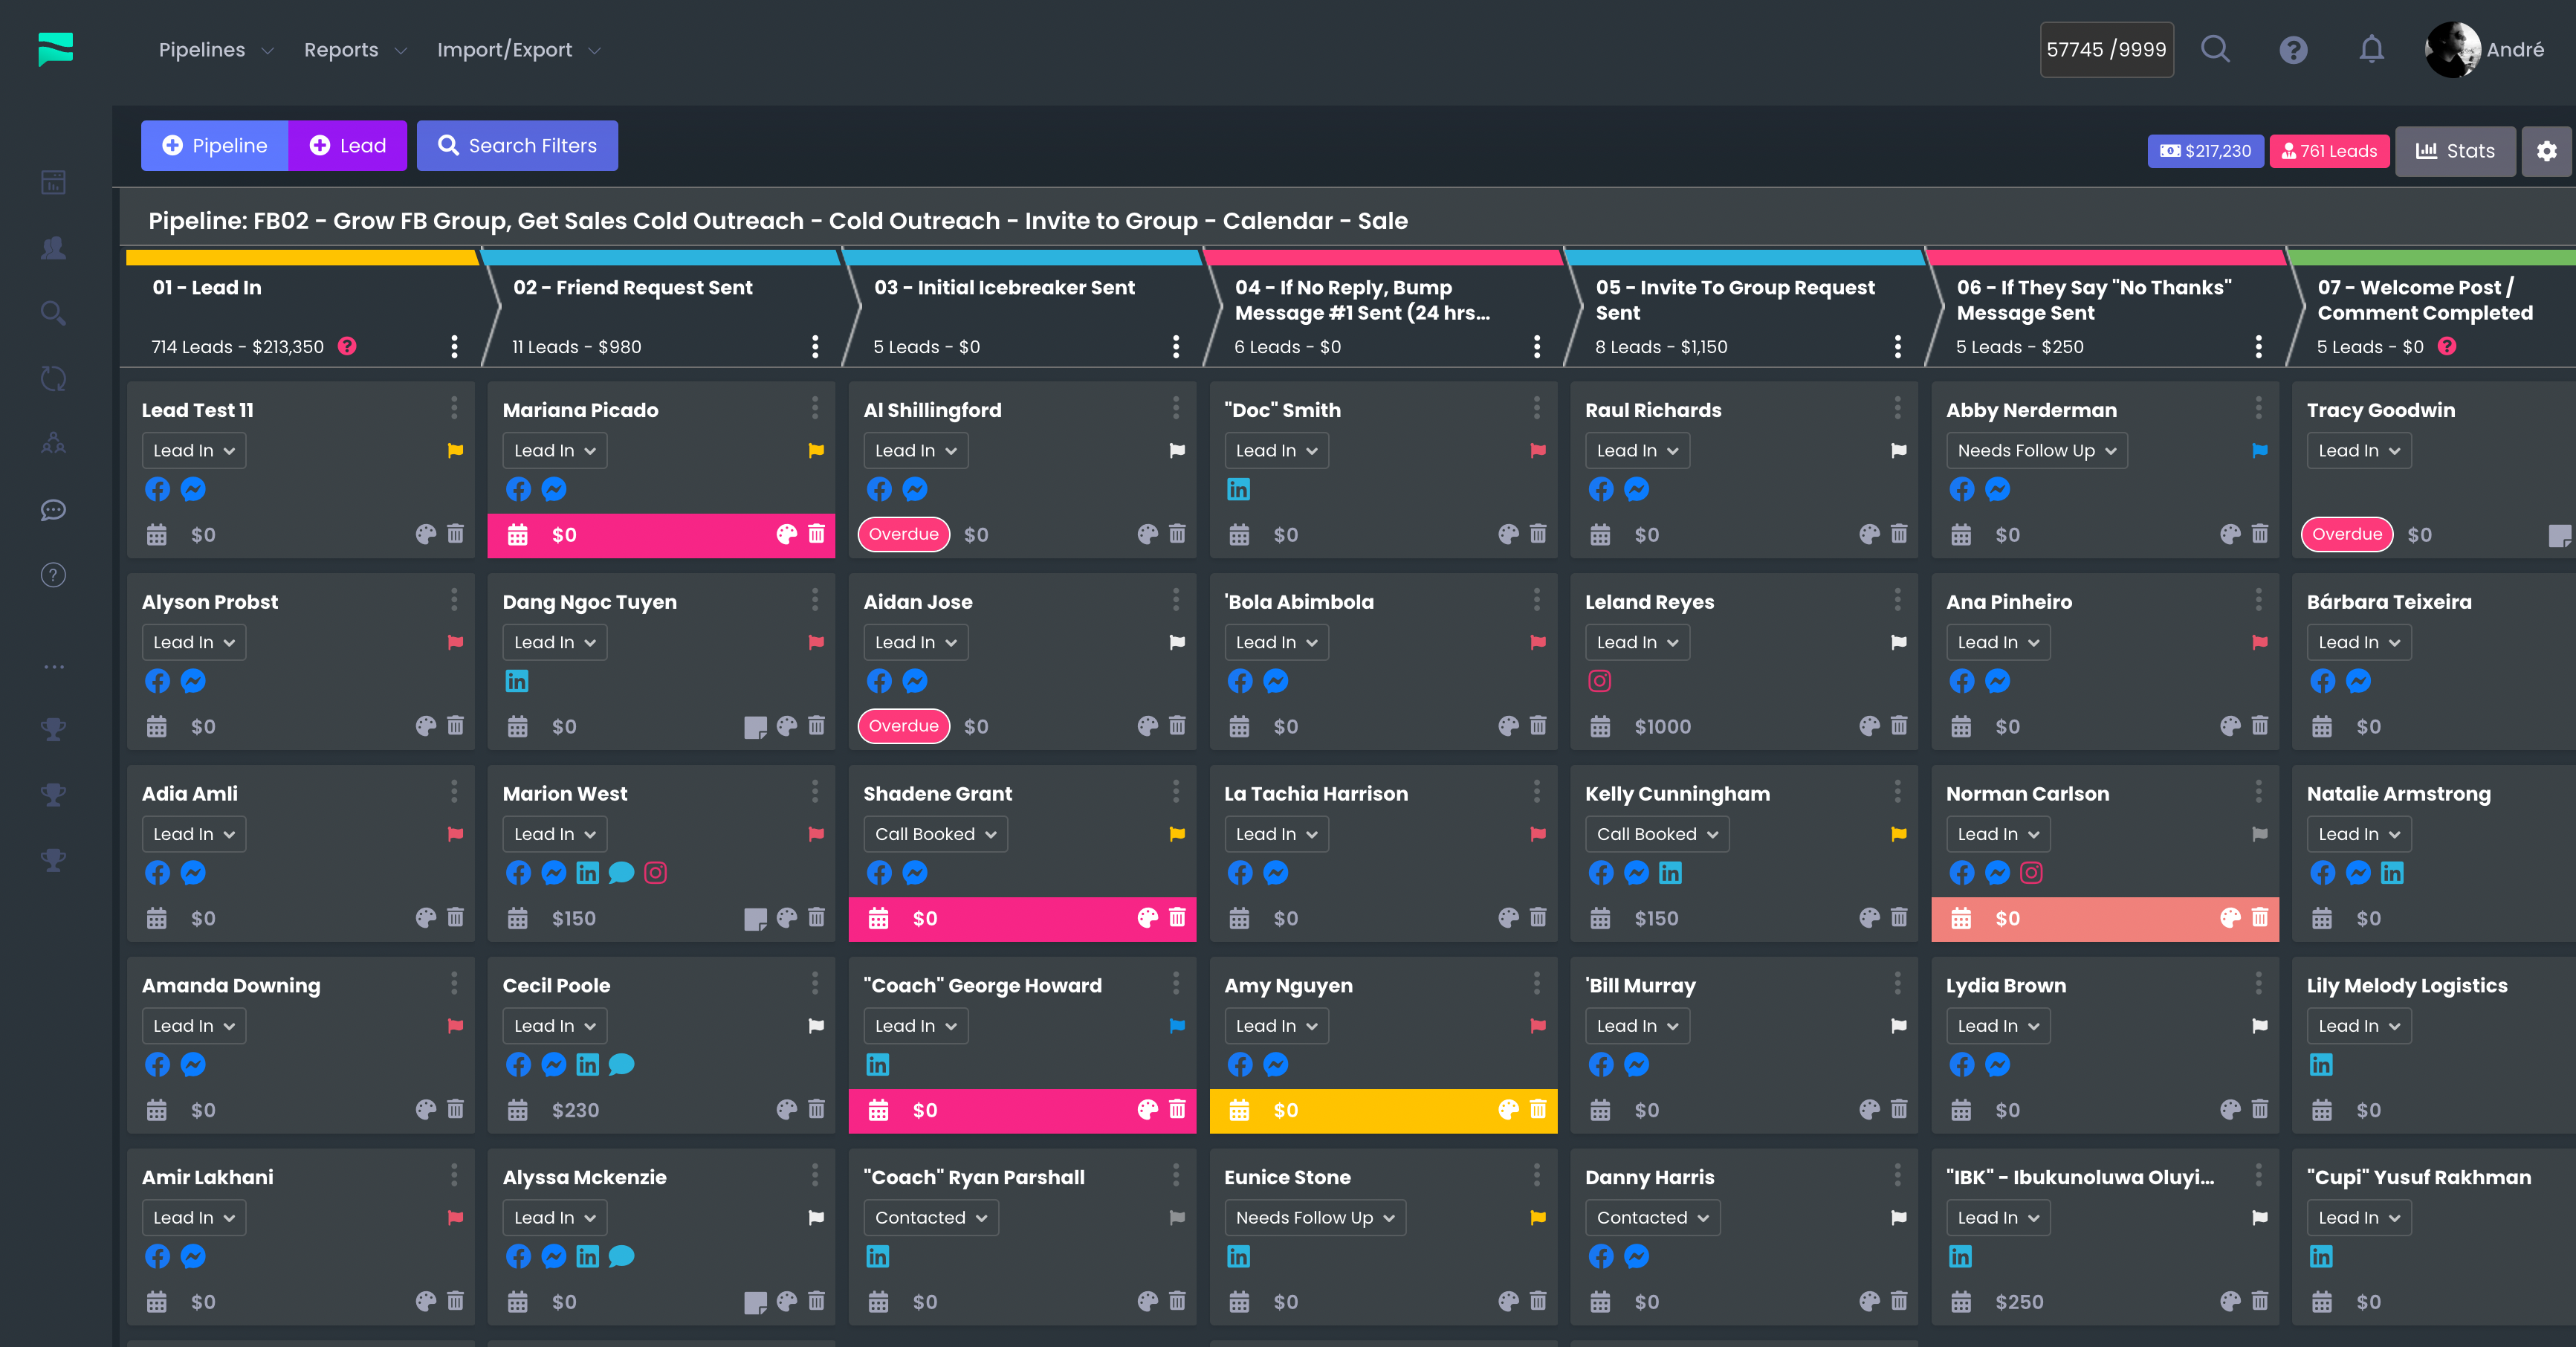 Pipelines Reports Import/Export 57745 /9999 André
Pipeline Lead Search Filters $217,230 761 Leads Stats
Pipeline: FB02 - Grow FB Group, Get Sales Cold Outreach - Cold Outreach - Invite to Group - Calendar - Sale
01 - Lead In
714 Leads - $213,350 ?
02 - Friend Request Sent
11 Leads - $980
03 - Initial Icebreaker Sent
5 Leads - $0
04 - If No Reply, Bump
Message #1 Sent (24 hrs...
6 Leads - $0
05 - Invite To Group Request
Sent
8 Leads - $1,150
06 - If They Say "No Thanks"
Message Sent
5 Leads - $250
07 - Welcome Post /
Comment Completed
5 Leads - $0 ?
Lead Test 11
Lead In
$0
Alyson Probst
Lead In
$0
Adia Amli
Lead In
$0
Amanda Downing
Lead In
$0
Amir Lakhani
Lead In
$0
Mariana Picado
Lead In
$0
Dang Ngoc Tuyen
Lead In
in
$0
Marion West
Lead In
in
$150
Cecil Poole
Lead In
in
$230
Alyssa Mckenzie
Lead In
in
$0
Al Shillingford
Lead In
Overdue $0
Aidan Jose
Lead In
Overdue $0
Shadene Grant
Call Booked
$0
"Coach" George Howard
Lead In
in
$0
"Coach" Ryan Parshall
Contacted
in
$0
"Doc" Smith
Lead In
in
$0
'Bola Abimbola
Lead In
$0
La Tachia Harrison
Lead In
$0
Amy Nguyen
Lead In
$0
Eunice Stone
Needs Follow Up
in
$0
Raul Richards
Lead In
$0
Leland Reyes
Lead In
$1000
Kelly Cunningham
Call Booked
in
$150
'Bill Murray
Lead In
$0
Danny Harris
Contacted
$0
Abby Nerderman
Needs Follow Up
$0
Ana Pinheiro
Lead In
$0
Norman Carlson
Lead In
$0
Lydia Brown
Lead In
$0
"IBK" - Ibukunoluwa Oluyi...
Lead In
in
$250
Tracy Goodwin
Lead In
Overdue $0
Bárbara Teixeira
Lead In
$0
Natalie Armstrong
Lead In
in
$0
Lily Melody Logistics
Lead In
in
$0
"Cupi" Yusuf Rakhman
Lead In
in
$0